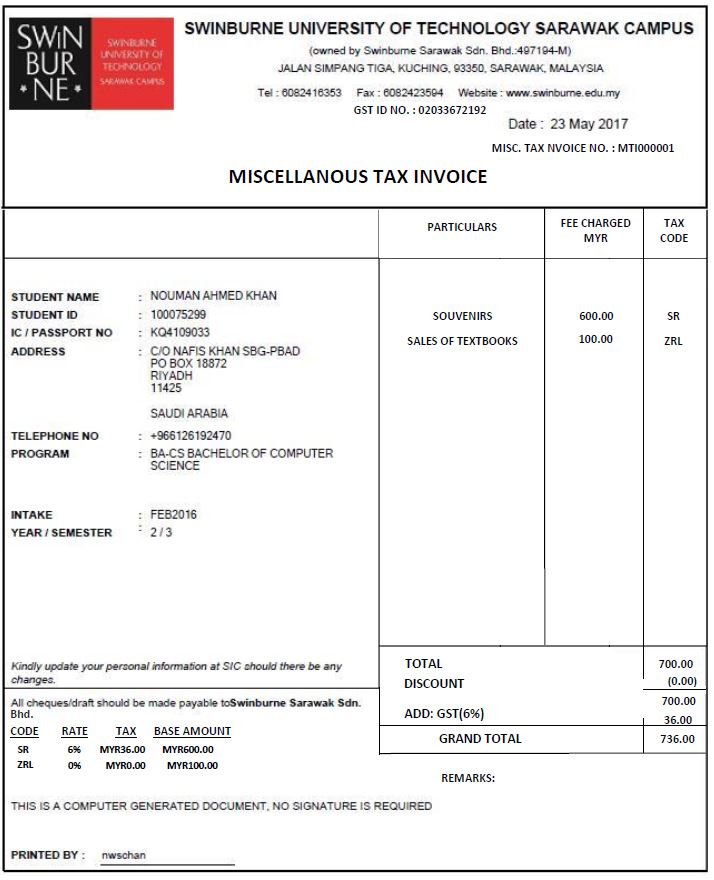 SWINBURNE UNIVERSITY OF TECHNOLOGY SARAWAK CAMPUS
SWIN
BUR
*NE*
SWINBURNE
UNIVERSITY OF
TECHNOLOGY
SARAWAK CAMPUS
(owned by Swinburne Sarawak Sdn. Bhd.:497194-M)
JALAN SIMPANG TIGA, KUCHING, 93350, SARAWAK, MALAYSIA
Tel : 6082416353 Fax : 6082423594 Website : www.swinburne.edu.my
GST ID NO. : 02033672192
Date : 23 May 2017
MISC. TAX NVOICE NO. : MTI000001
MISCELLANOUS TAX INVOICE
PARTICULARS FEE CHARGED MYR TAX CODE
STUDENT NAME : NOUMAN AHMED KHAN
STUDENT ID : 100075299
IC / PASSPORT NO : KQ4109033
ADDRESS : C/O NAFIS KHAN SBG-PBAD
PO BOX 18872
RIYADH
11425
SAUDI ARABIA
TELEPHONE NO : +966126192470
PROGRAM : BA-CS BACHELOR OF COMPUTER
SCIENCE
INTAKE : FEB2016
YEAR / SEMESTER : 2 / 3
SOUVENIRS 600.00 SR
SALES OF TEXTBOOKS 100.00 ZRL
Kindly update your personal information at SIC should there be any
changes.
TOTAL 700.00
DISCOUNT (0.00)
700.00
ADD: GST(6%) 36.00
GRAND TOTAL 736.00
All cheques/draft should be made payable toSwinburne Sarawak Sdn.
Bhd.
CODE RATE TAX BASE AMOUNT
SR 6% MYR36.00 MYR600.00
ZRL 0% MYR0.00 MYR100.00
REMARKS:
THIS IS A COMPUTER GENERATED DOCUMENT, NO SIGNATURE IS REQUIRED
PRINTED BY : nwschan